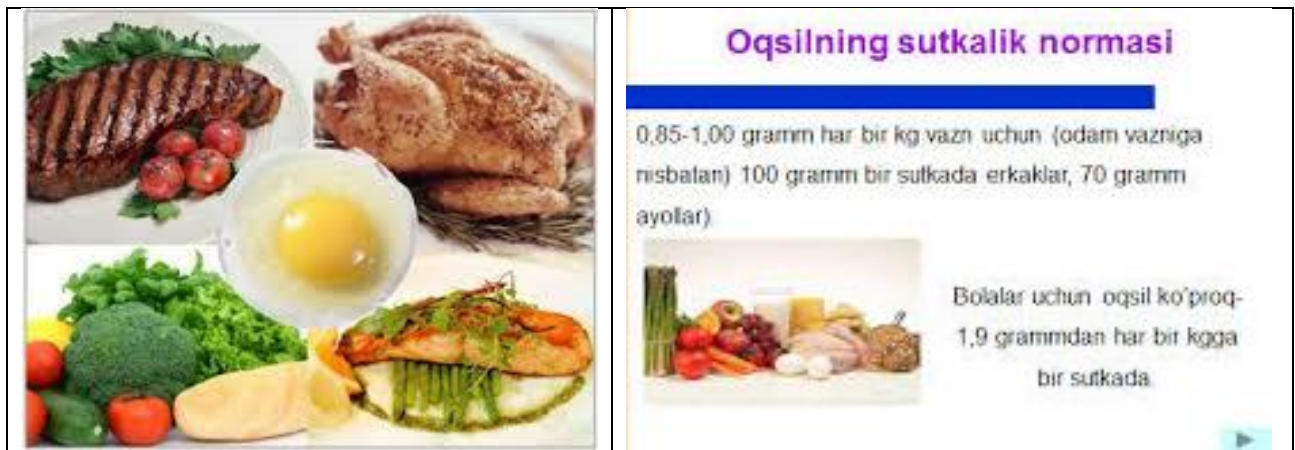 Oqsilning sutkalik normasi
0,85-1,00 gramm har bir kg vazn uchun (odam vazniga
nisbatan) 100 gramm bir sutkada erkaklar, 70 gramm
ayollar).
Bolalar uchun oqsil ko'proq-
1,9 grammdan har bir kgga
bir sutkada.